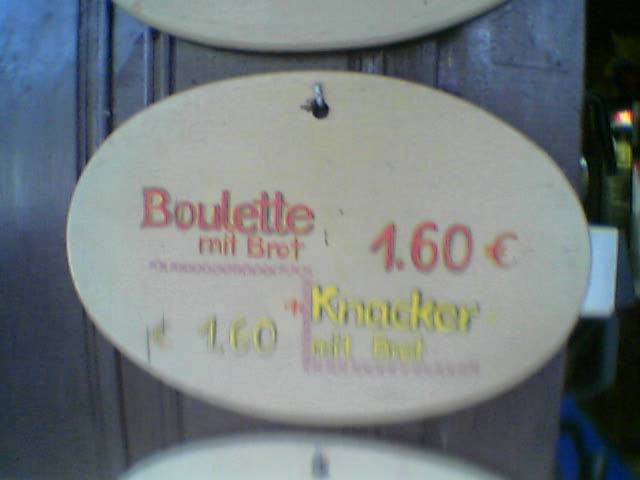 Boulette
mit Brot
1.60 €
+ Knacker
mit Brot
€ 1.60